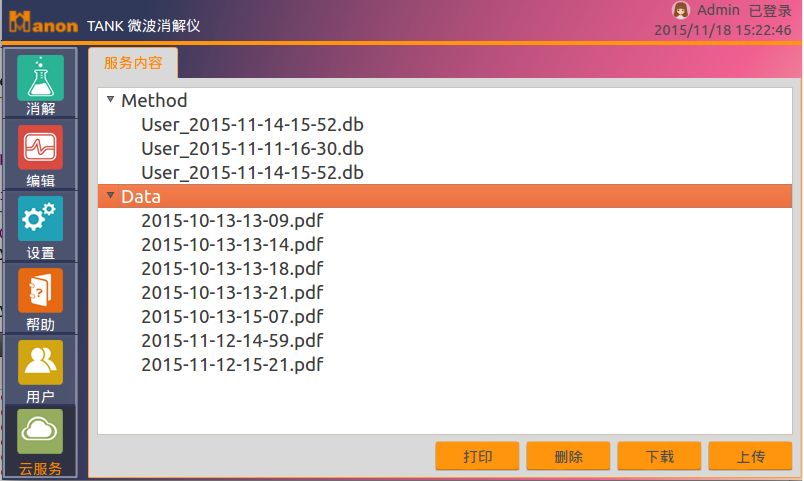 Hanon TANK 微波消解仪
Admin 已登录
2015/11/18 15:22:46
消解
编辑
设置
帮助
用户
云服务
服务内容
Method
User_2015-11-14-15-52.db
User_2015-11-11-16-30.db
User_2015-11-14-15-52.db
Data
2015-10-13-13-09.pdf
2015-10-13-13-14.pdf
2015-10-13-13-18.pdf
2015-10-13-13-21.pdf
2015-10-13-15-07.pdf
2015-11-12-14-59.pdf
2015-11-12-15-21.pdf
打印 删除 下载 上传